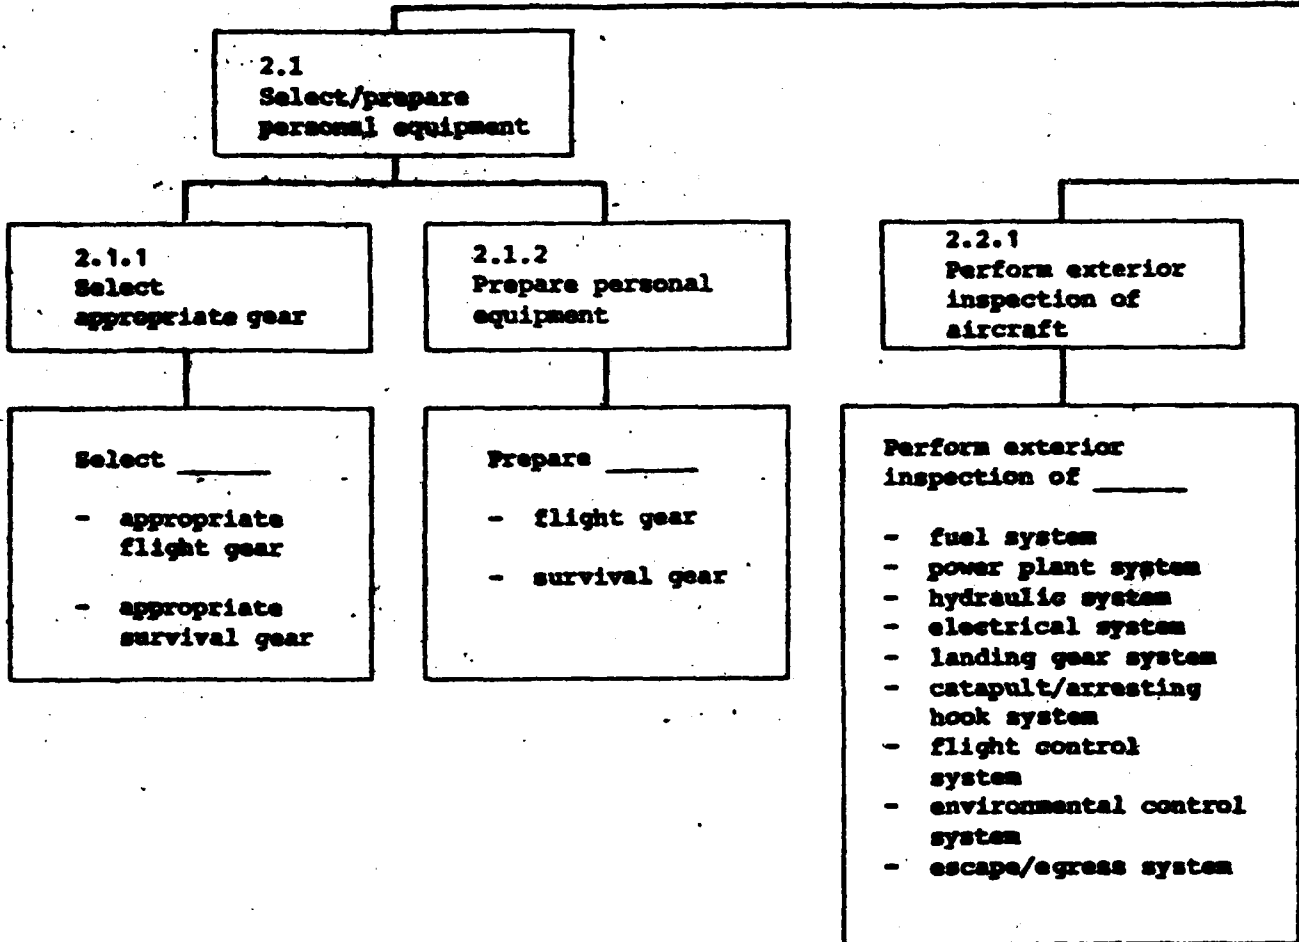 2.1
Select/prepare
personal equipment
2.1.1
Select
appropriate gear
2.1.2
Prepare personal
equipment
2.2.1
Perform exterior
inspection of
aircraft
Select ______
- appropriate
flight gear
- appropriate
survival gear
Prepare ______
- flight gear
- survival gear
Perform exterior
inspection of ______
- fuel system
- power plant system
- hydraulic system
- electrical system
- landing gear system
- catapult/arresting
hook system
- flight control
system
- environmental control
system
- escape/egress system